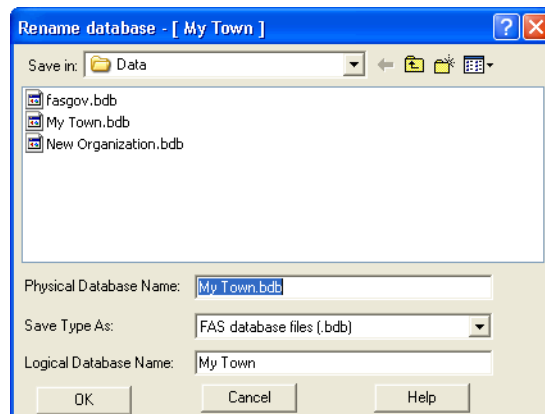 Rename database - [ My Town ]
Save in: Data
fasgov.bdb
My Town.bdb
New Organization.bdb
Physical Database Name: My Town.bdb
Save Type As: FAS database files (.bdb)
Logical Database Name: My Town
OK Cancel Help